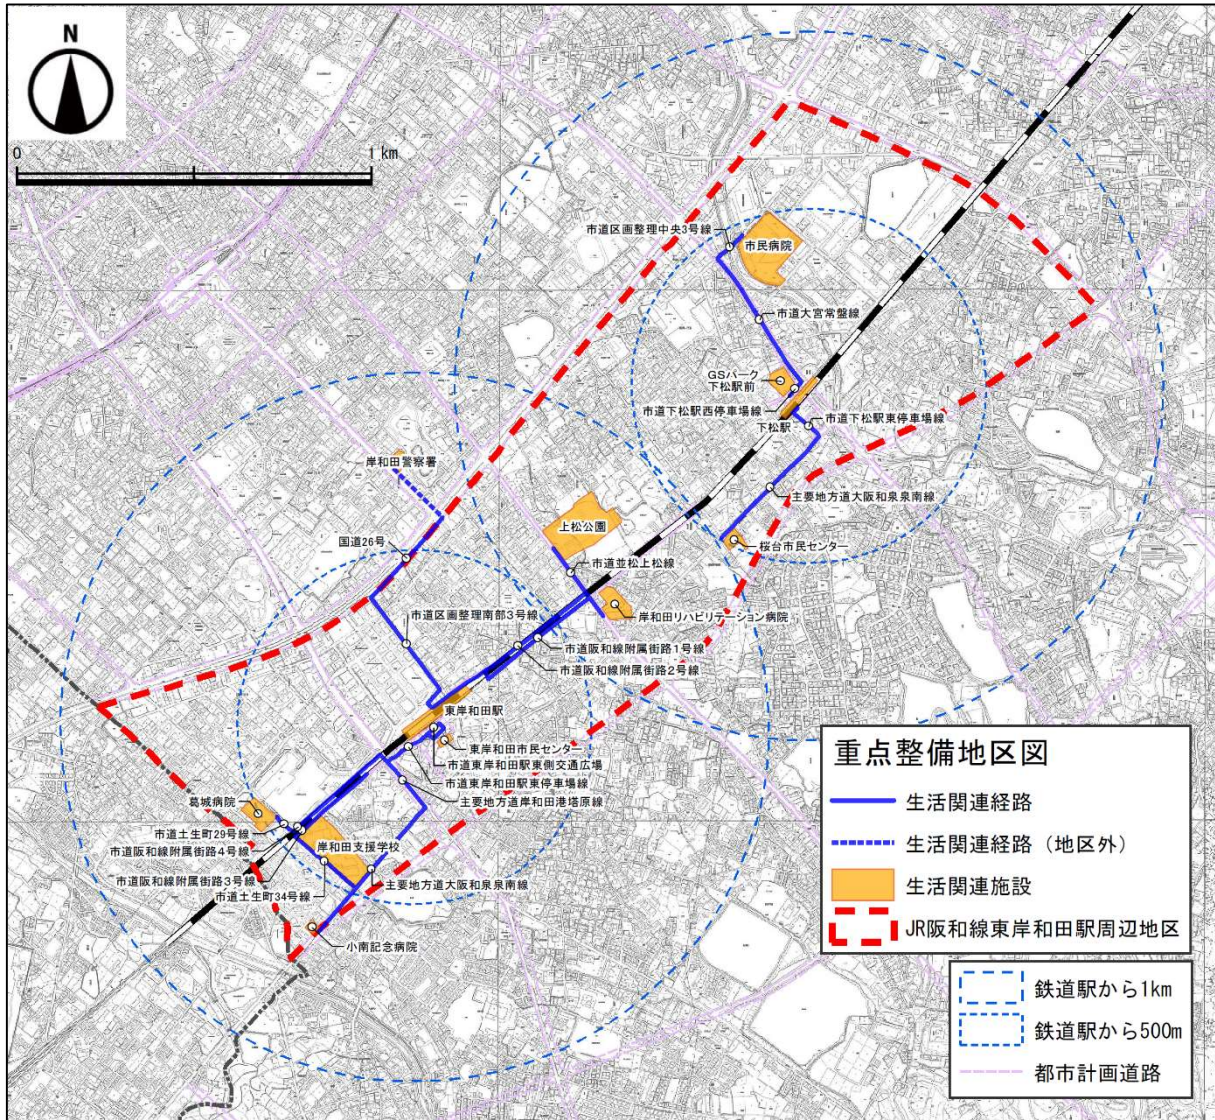 N
0
1 km
市道区画整理中央3号線
市民病院
市道大宮常盤線
GSパーク
下松駅前
市道下松駅西停車場線
下松駅
市道下松駅東停車場線
岸和田警察署
主要地方道大阪和泉泉南線
上松公園
桜台市民センター
国道26号
市道並松上松線
岸和田リハビリテーション病院
市道区画整理南部3号線
市道阪和線附属街路1号線
市道阪和線附属街路2号線
東岸和田駅
東岸和田市民センター
市道東岸和田駅東側交通広場
市道東岸和田駅東停車場線
主要地方道岸和田港塔原線
葛城病院
市道土生町29号線
岸和田支援学校
市道阪和線附属街路4号線
市道阪和線附属街路3号線
主要地方道大阪和泉泉南線
市道土生町34号線
小南記念病院
重点整備地区図
生活関連経路
生活関連経路（地区外）
生活関連施設
JR阪和線東岸和田駅周辺地区
鉄道駅から1km
鉄道駅から500m
都市計画道路